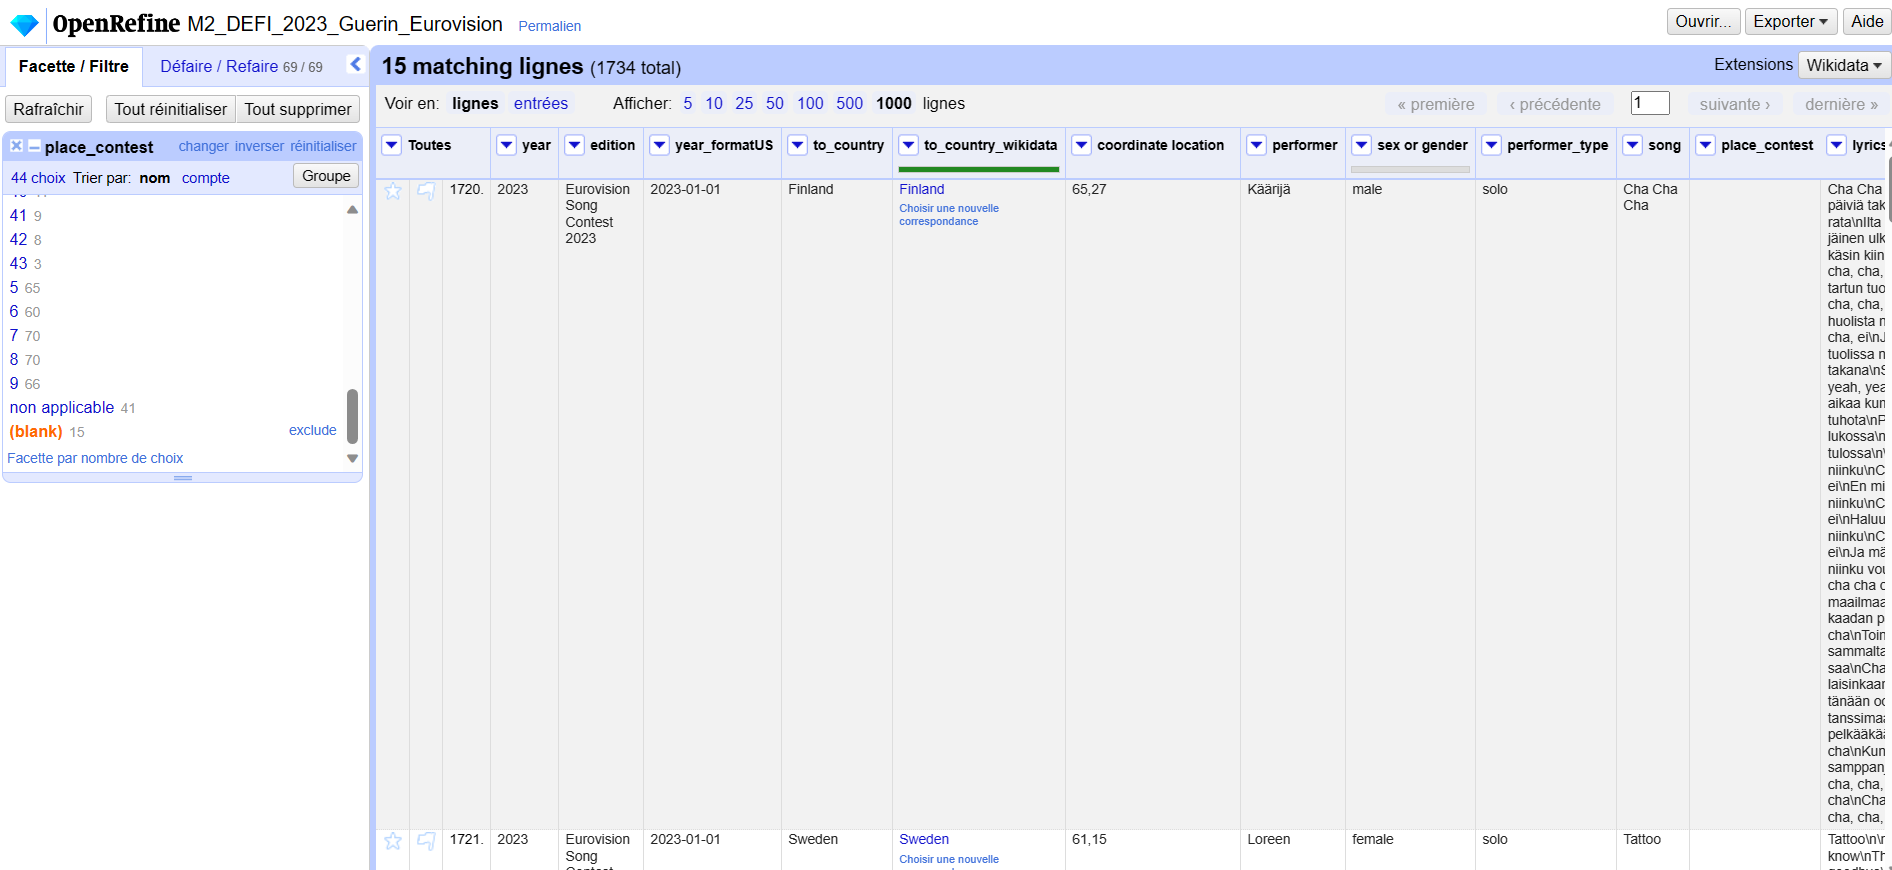 OpenRefine M2_DEFI_2023_Guerin_Eurovision Permalien
Ouvrir... Exporter Aide
Facette / Filtre Défaire / Refaire 69 / 69
15 matching lignes (1734 total)
Extensions Wikidata
Rafraîchir Tout réinitialiser Tout supprimer
Voir en: lignes entrées Afficher: 5 10 25 50 100 500 1000 lignes
« première ‹ précédente 1 suivante › dernière »
place_contest changer inverser réinitialiser
44 choix Trier par: nom compte Groupe
41 9
42 8
43 3
5 65
6 60
7 70
8 70
9 66
non applicable 41
(blank) 15 exclude
Facette par nombre de choix
Toutes year edition year_formatUS to_country to_country_wikidata coordinate location performer sex or gender performer_type song place_contest lyrics
1720. 2023 Eurovision Song Contest 2023 2023-01-01 Finland Finland Choisir une nouvelle correspondance 65,27 Käärijä male solo Cha Cha Cha
Cha Cha
päiviä tak
rata\nIlta
jäinen ulk
käsin kiin
cha, cha,
tartun tuo
cha, cha,
huolista n
cha, ei\nJ
tuolissa n
takana\nS
yeah, yea
aikaa kun
tuhota\nP
lukossa\n
tulossa\n\
niinku\nC
ei\nEn mi
niinku\nC
ei\nHaluu
niinku\nC
ei\nJa mä
niinku vou
cha cha c
maailmaa
kaadan p
cha\nToin
sammalta
saa\nCha
laisinkaan
tänään oo
tanssimaa
pelkääkää
cha\nKun
samppanj
cha, cha,
cha\nCha
cha, cha,
1721. 2023 Eurovision Song 2023-01-01 Sweden Sweden Choisir une nouvelle 61,15 Loreen female solo Tattoo
Tattoo\n\n
know\nTh